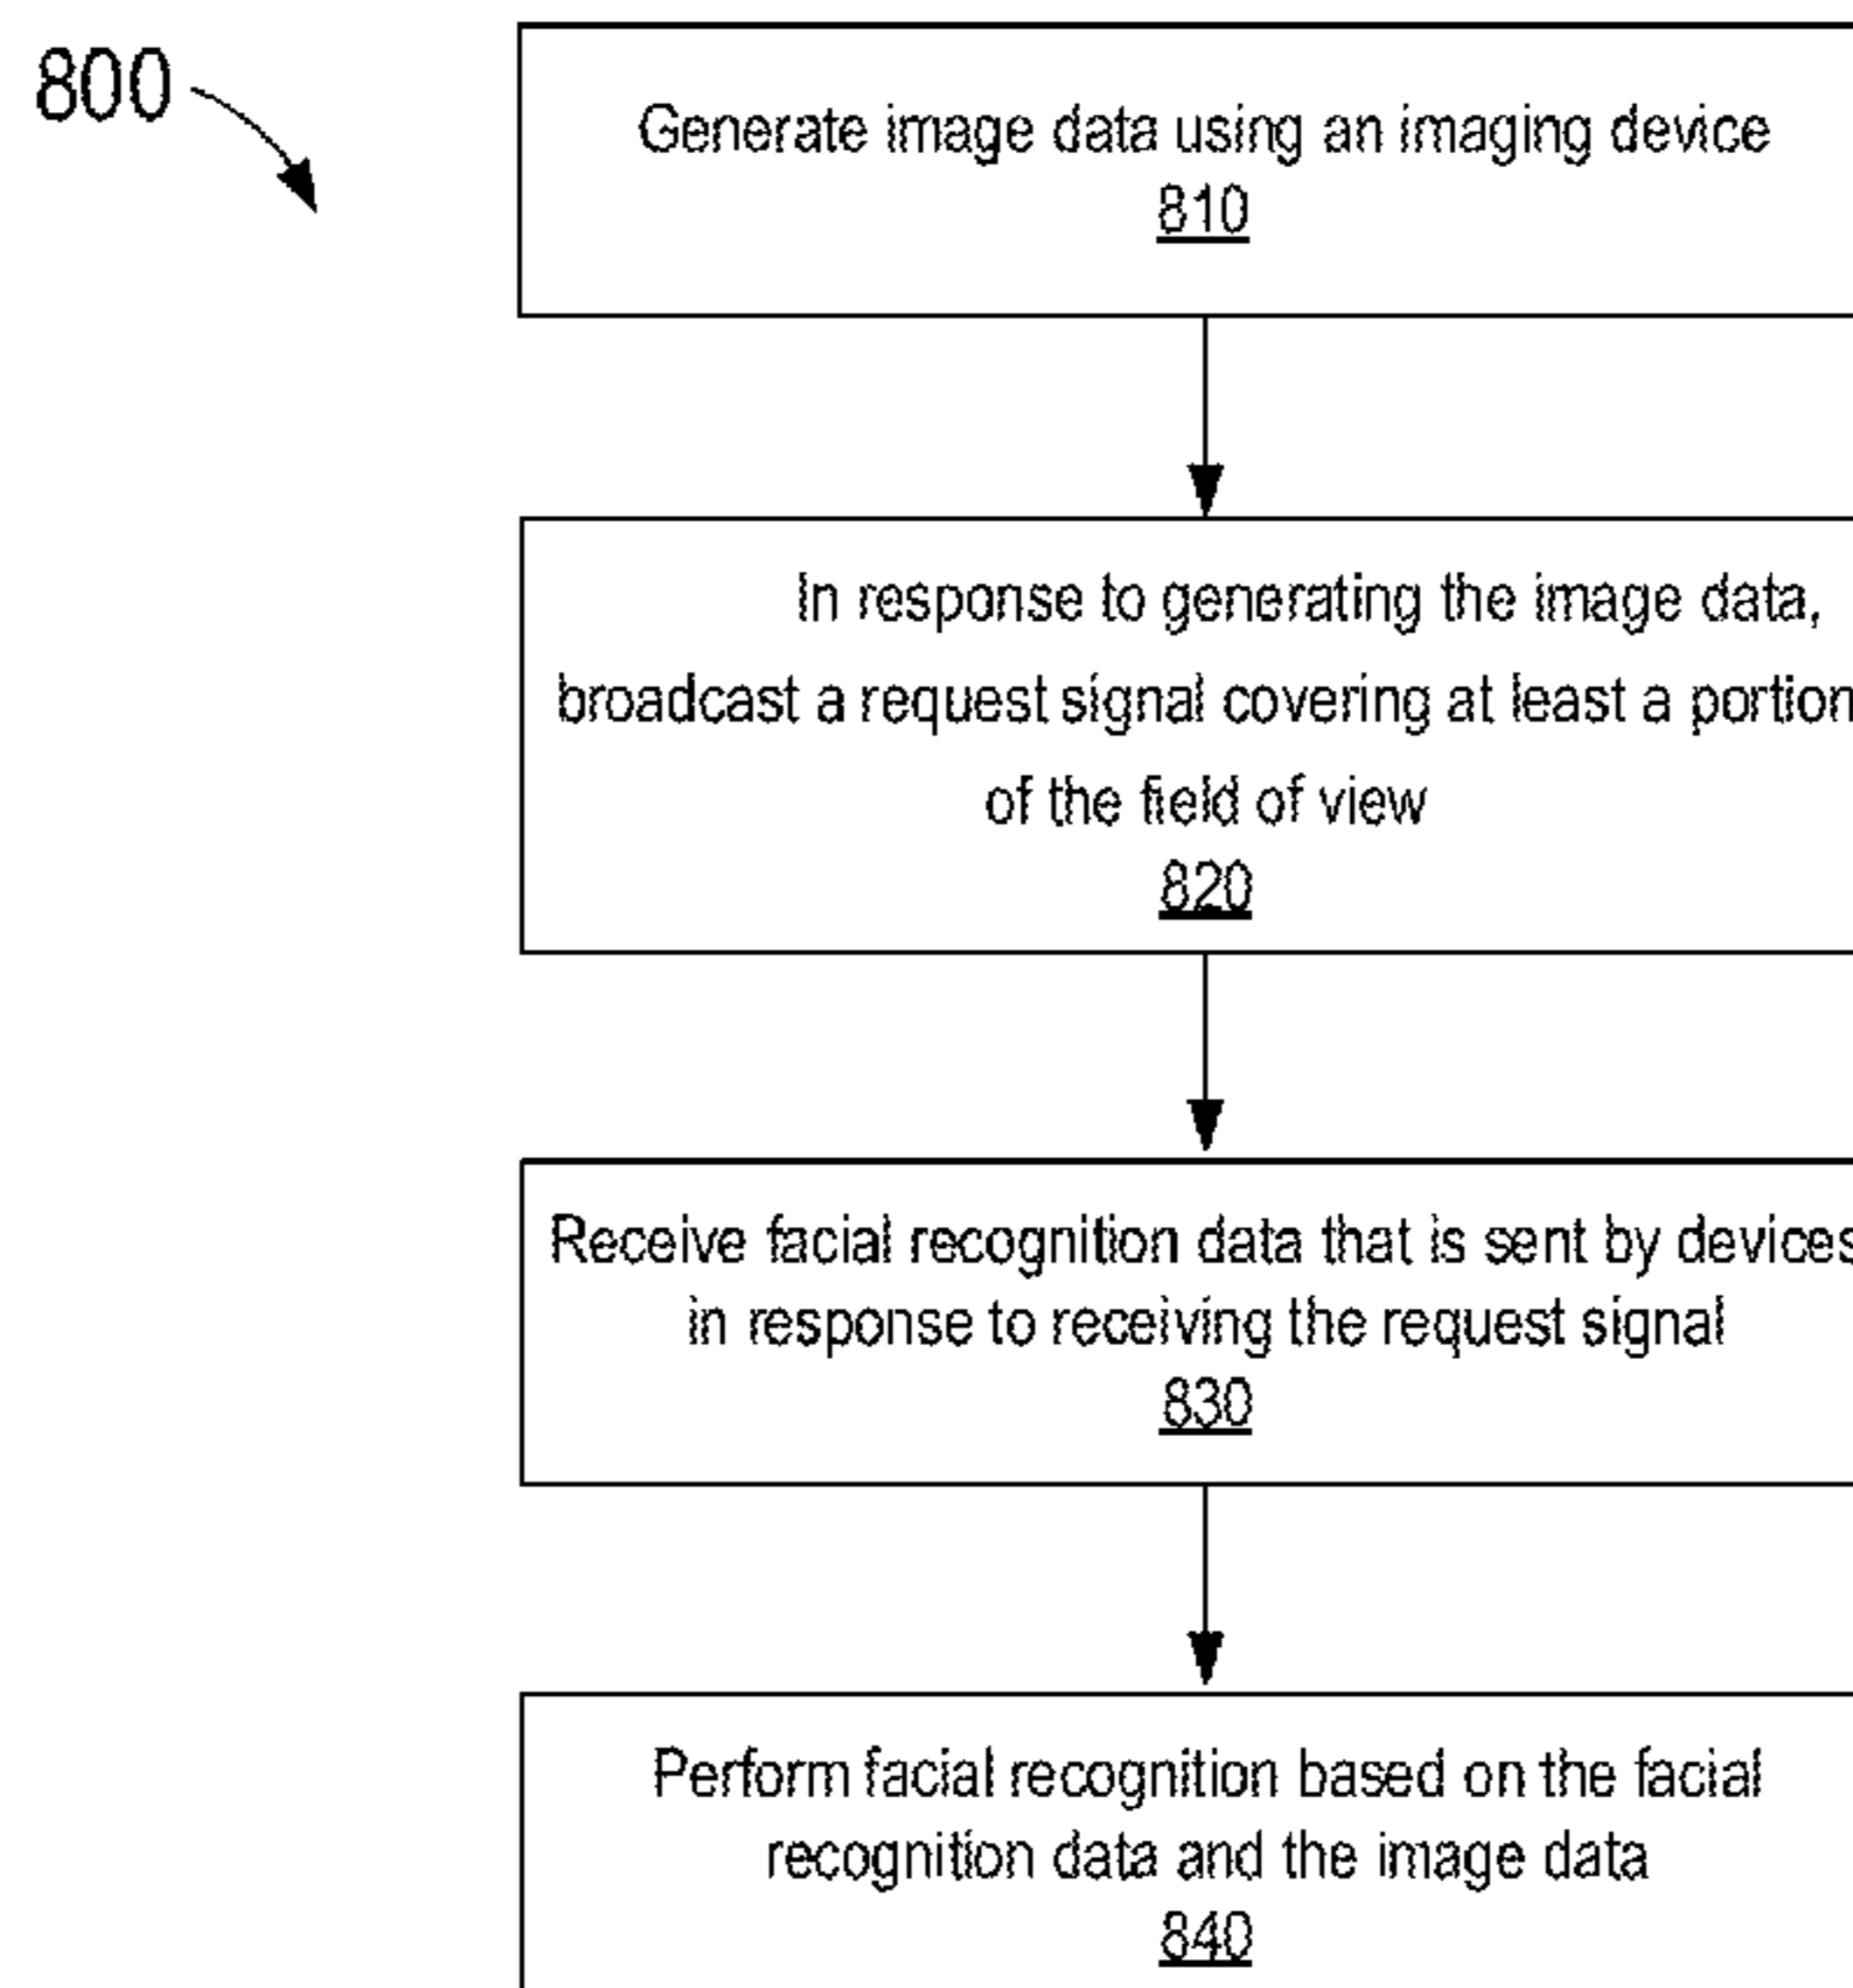 800
Generate image data using an imaging device
810
In response to generating the image data,
broadcast a request signal covering at least a portion
of the field of view
820
Receive facial recognition data that is sent by devices
in response to receiving the request signal
830
Perform facial recognition based on the facial
recognition data and the image data
840